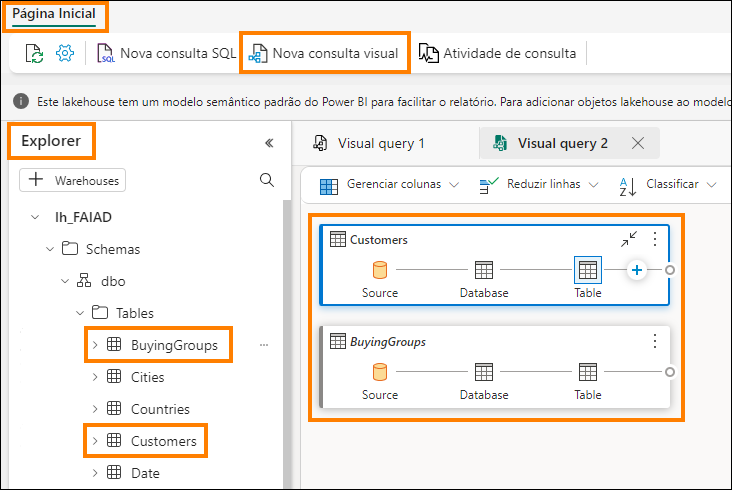 Página Inicial
SQL Nova consulta SQL Nova consulta visual Atividade de consulta
Este lakehouse tem um modelo semântico padrão do Power BI para facilitar o relatório. Para adicionar objetos lakehouse ao modelo
Explorer
Visual query 1 Visual query 2
Warehouses
Gerenciar colunas Reduzir linhas AZ Classificar
lh_FAIAD
Schemas
dbo
Tables
BuyingGroups
Cities
Countries
Customers
Date
Customers
Source Database Table
BuyingGroups
Source Database Table